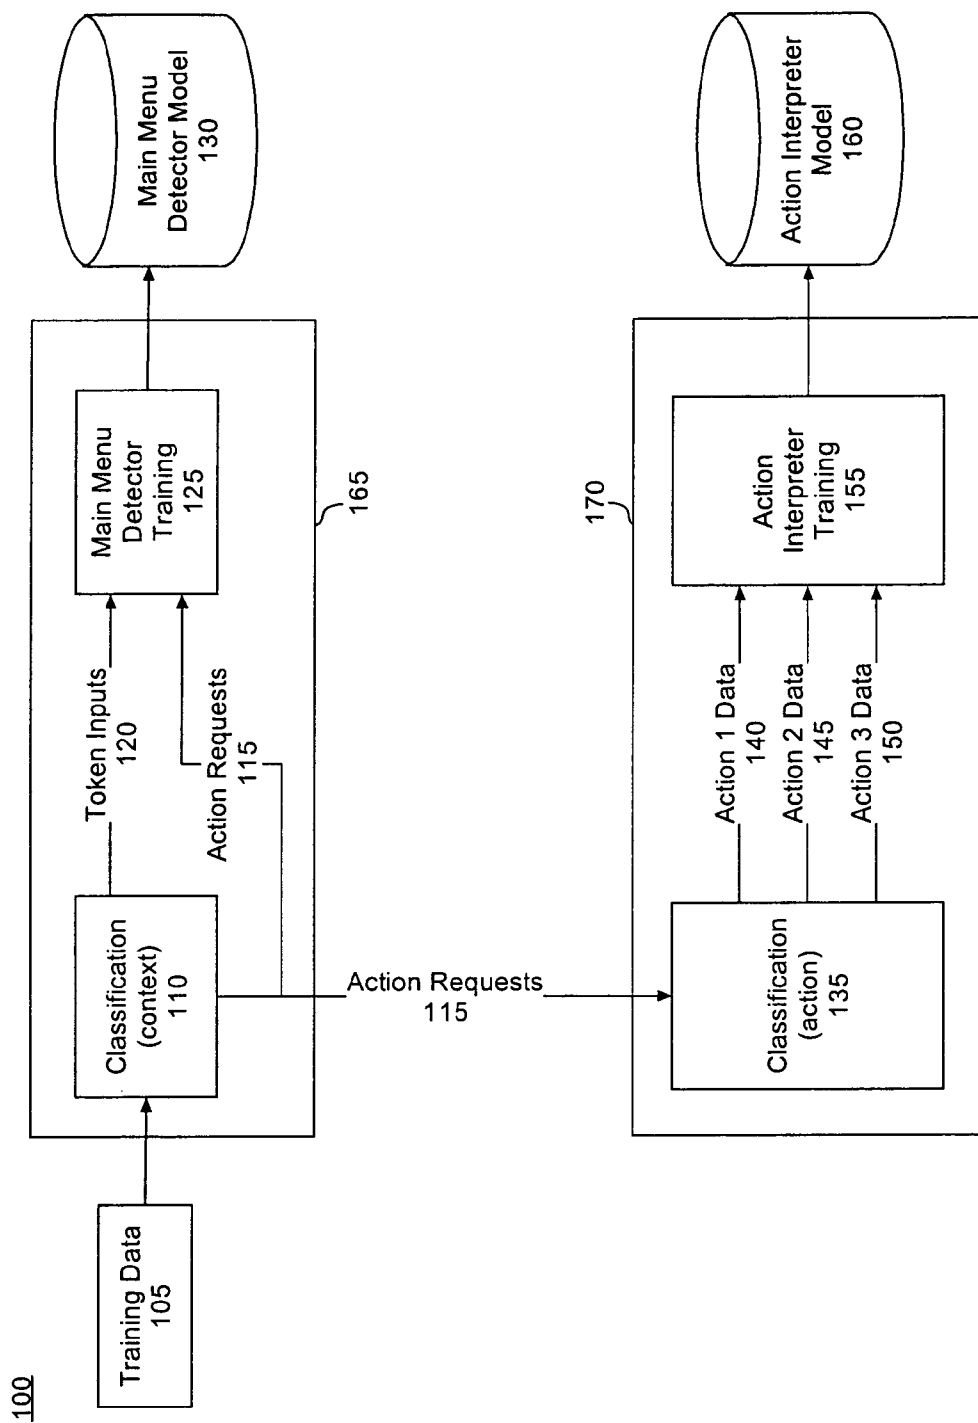 100
Training Data
105
Classification
(context)
110
Token Inputs
120
Action Requests
115
Main Menu
Detector
Training
125
Main Menu
Detector Model
130
165
Action Requests
115
170
Classification
(action)
135
Action 1 Data
140
Action 2 Data
145
Action 3 Data
150
Action
Interpreter
Training
155
Action Interpreter
Model
160